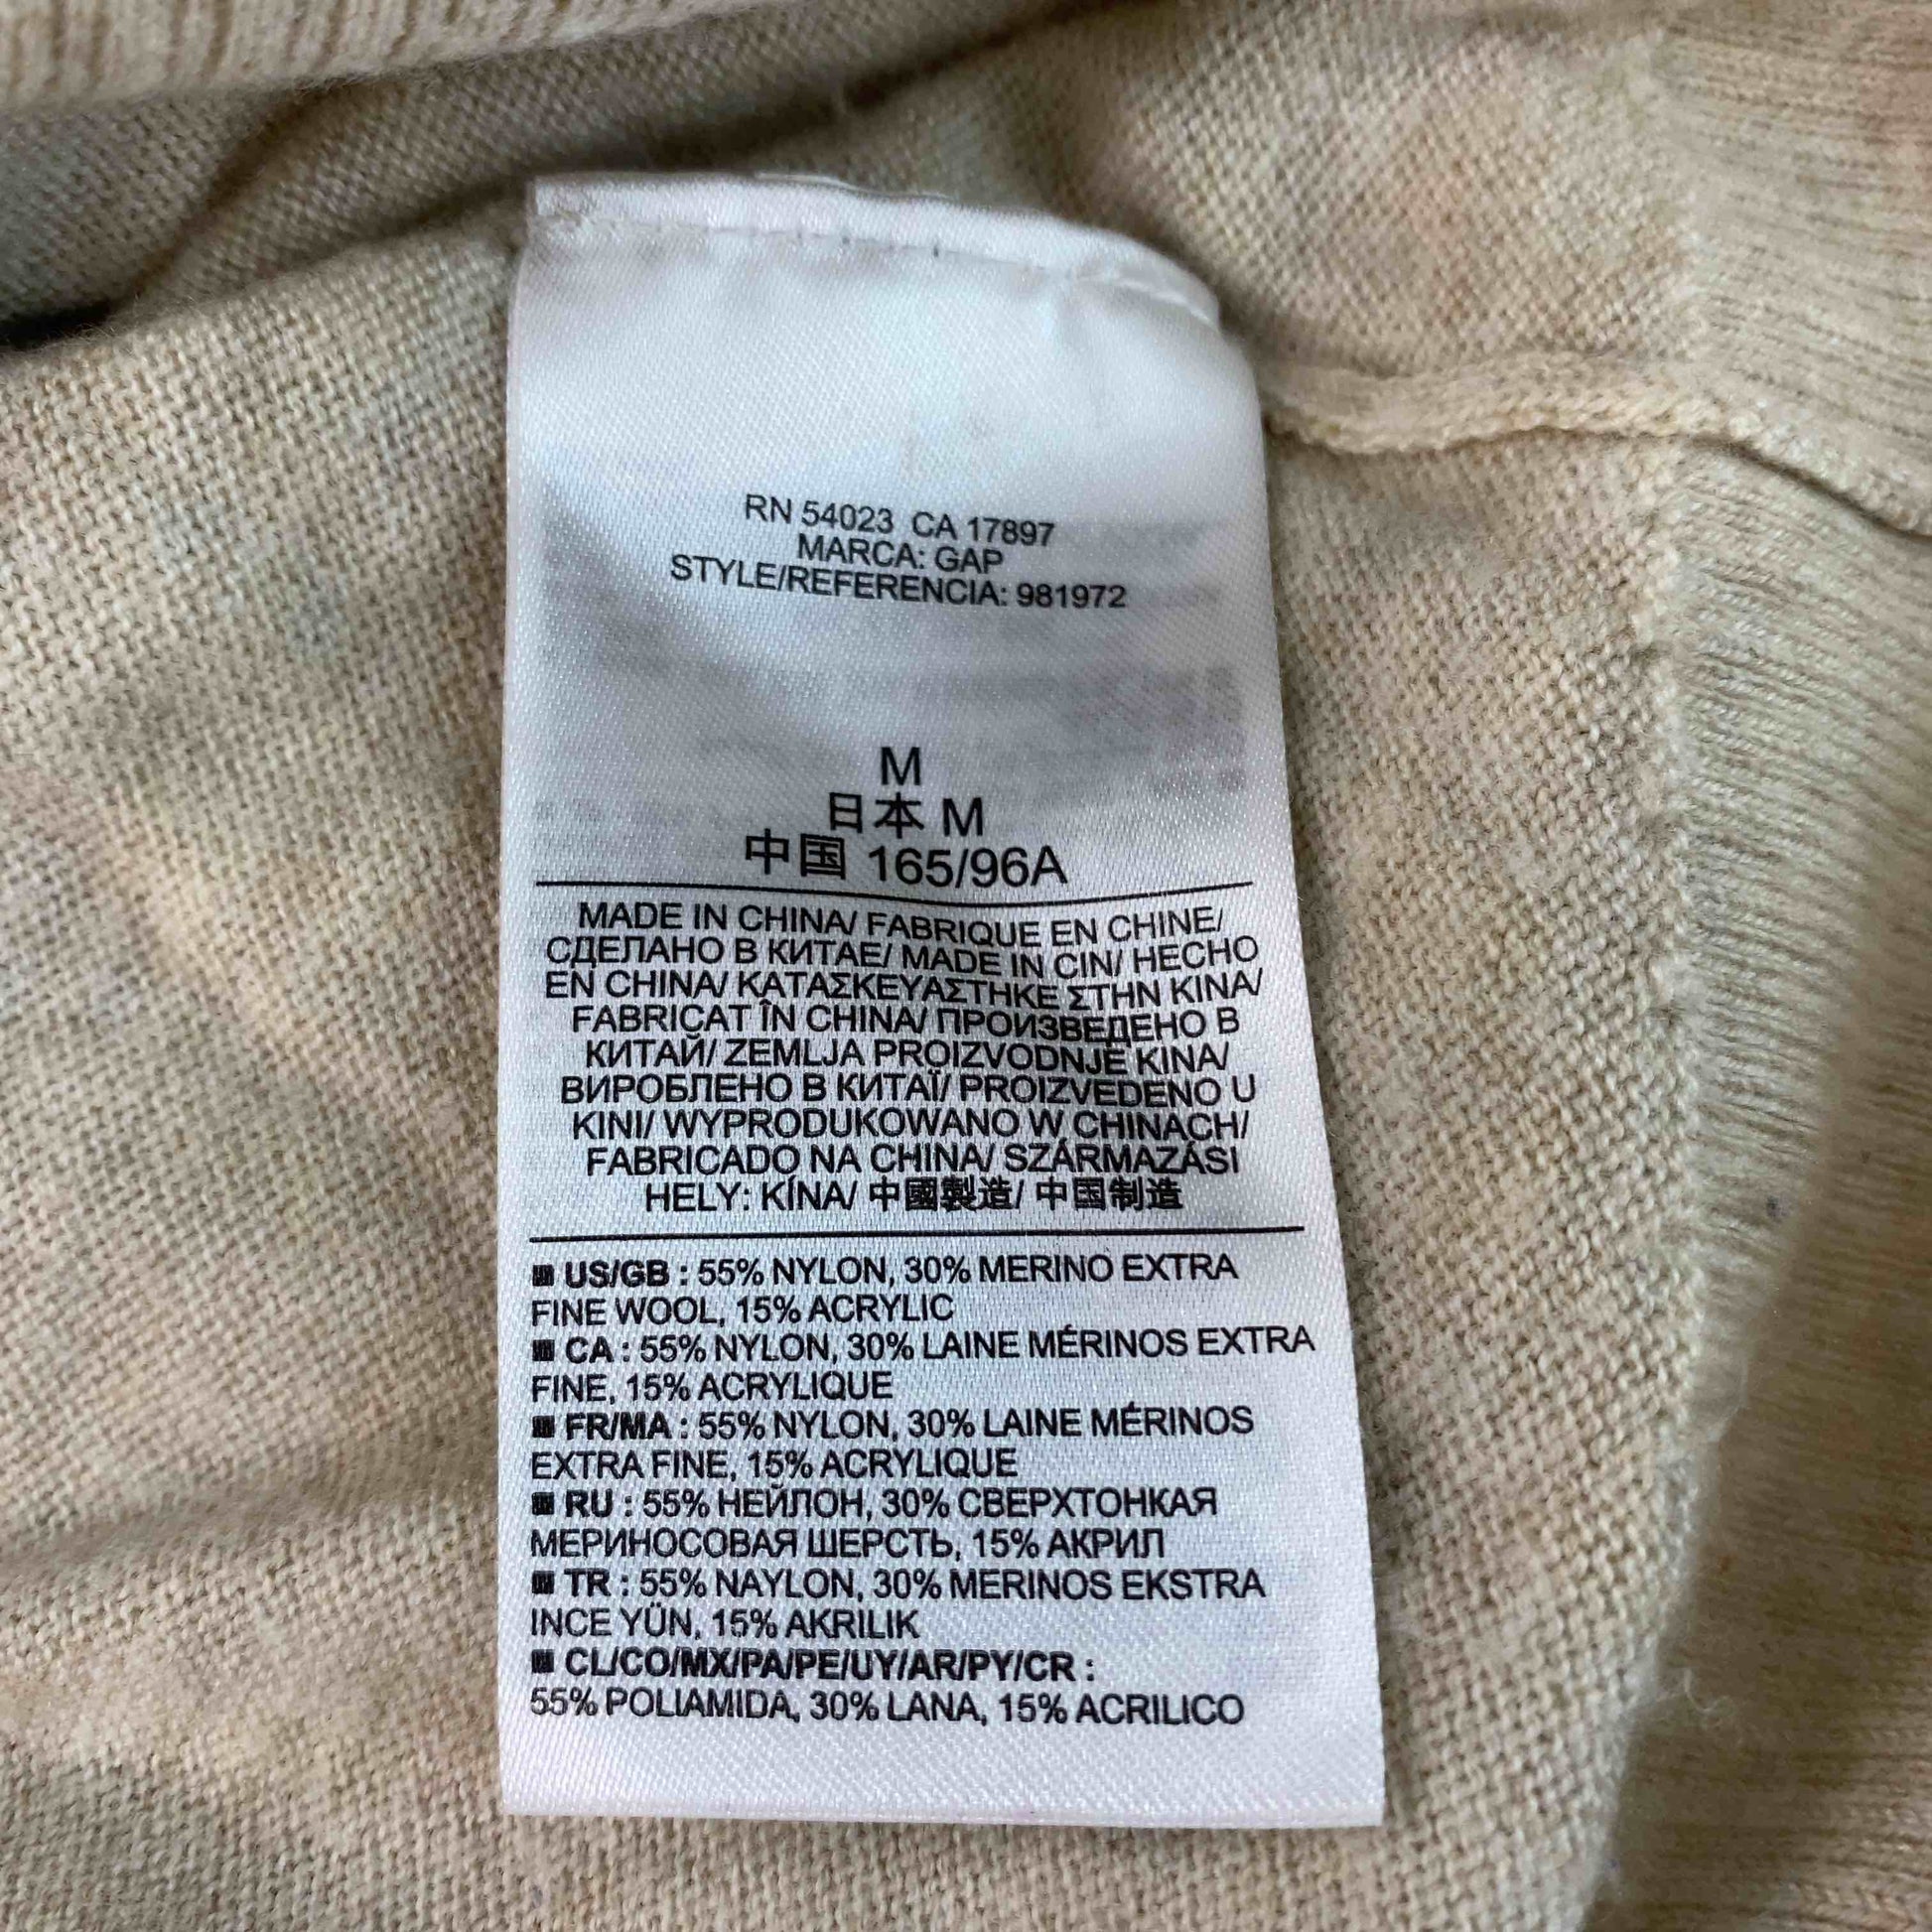 RN 54023 CA 17897
MARCA: GAP
STYLE/REFERENCIA: 981972
M
日本 M
中国 165/96A
MADE IN CHINA/ FABRIQUE EN CHINE/
СДЕЛАНО В КИТАЕ/ MADE IN CIN/ HECHO
EN CHINA/ ΚΑΤΑΣΚΕΥΑΣΤΗΚΕ ΣΤΗΝ ΚΙΝΑ/
FABRICAT ÎN CHINA/ ПРОИЗВЕДЕНО В
КИТАЙ/ ZEMLJA PROIZVODNJE KINA/
ВИРОБЛЕНО В КИТАЇ/ PROIZVEDENO U
KINI/ WYPRODUKOWANO W CHINACH/
FABRICADO NA CHINA/ SZÁRMAZÁSI
HELY: KÍNA/ 中國製造/ 中国制造
US/GB : 55% NYLON, 30% MERINO EXTRA
FINE WOOL, 15% ACRYLIC
CA : 55% NYLON, 30% LAINE MÉRINOS EXTRA
FINE, 15% ACRYLIQUE
FR/MA : 55% NYLON, 30% LAINE MÉRINOS
EXTRA FINE, 15% ACRYLIQUE
RU : 55% НЕЙЛОН, 30% СВЕРХТОНКАЯ
МЕРИНОСОВАЯ ШЕРСТЬ, 15% АКРИЛ
TR : 55% NAYLON, 30% MERINOS EKSTRA
INCE YÜN, 15% AKRILIK
CL/CO/MX/PA/PE/UY/AR/PY/CR :
55% POLIAMIDA, 30% LANA, 15% ACRILICO